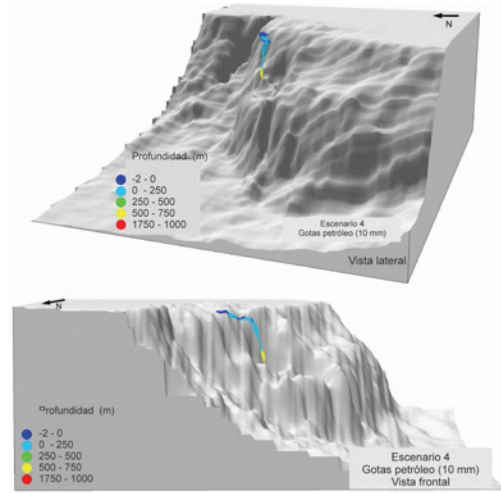 N
Profundidad (m)
-2 - 0
0 - 250
250 - 500
500 - 750
1750 - 1000
Escenario 4
Gotas petróleo (10 mm)
Vista lateral
N
Profundidad (m)
-2 - 0
0 - 250
250 - 500
500 - 750
1750 - 1000
Escenario 4
Gotas petróleo (10 mm)
Vista frontal